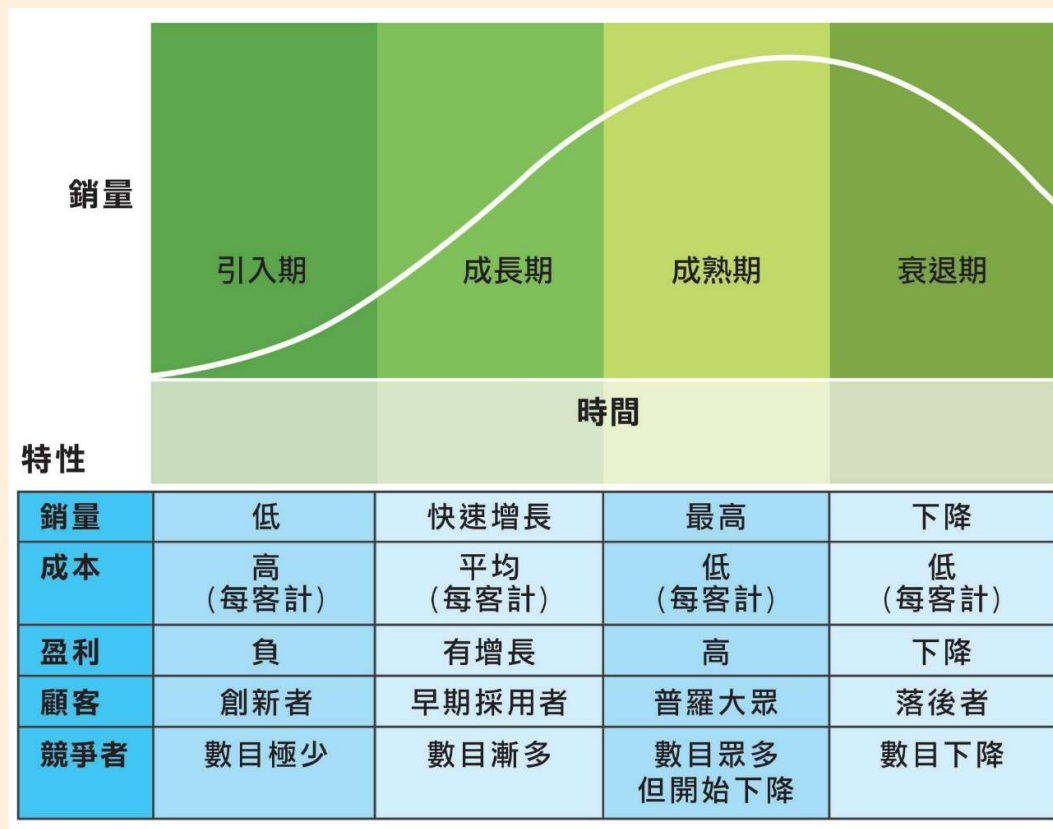 銷量
引入期 成長期 成熟期 衰退期
時間
特性
銷量 低 快速增長 最高 下降
成本 高 平均 低 低
(每客計) (每客計) (每客計) (每客計)
盈利 負 有增長 高 下降
顧客 創新者 早期採用者 普羅大眾 落後者
競爭者 數目極少 數目漸多 數目眾多 數目下降
但開始下降